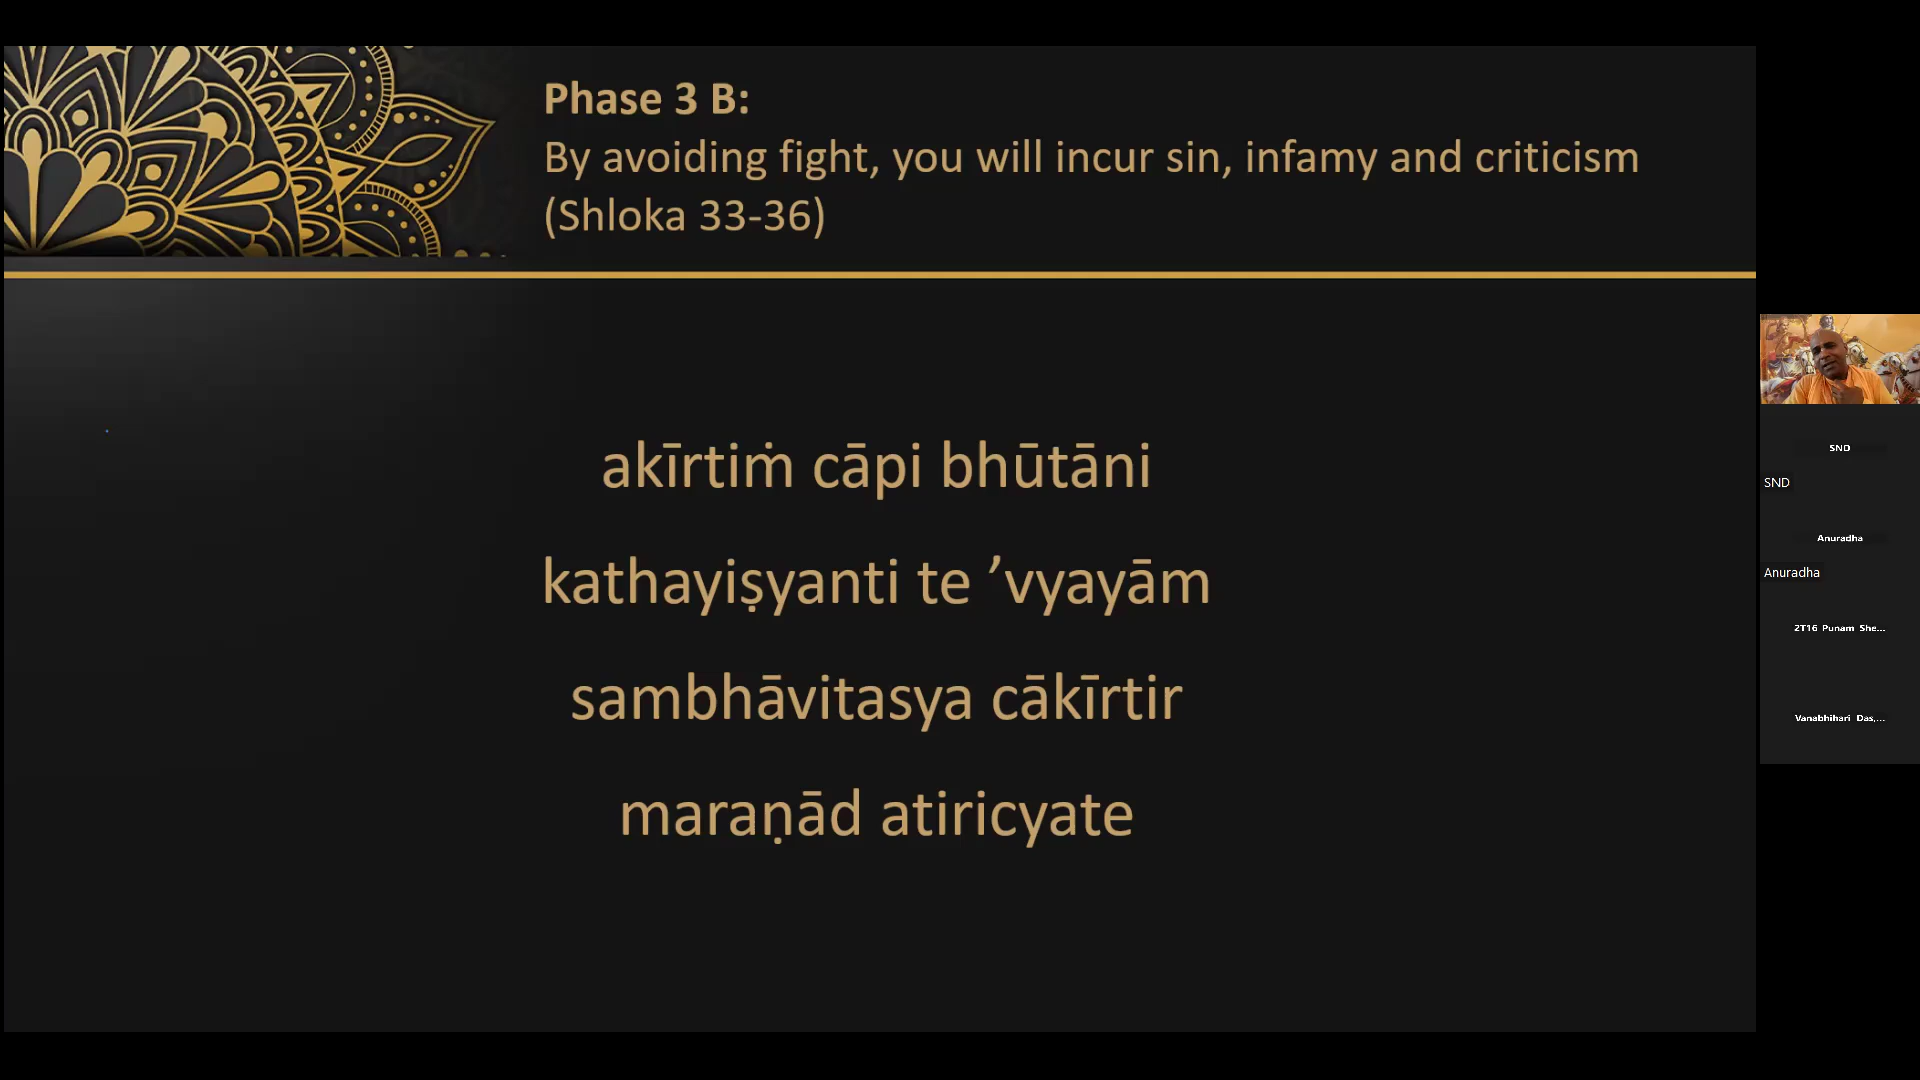 Phase 3 B:
By avoiding fight, you will incur sin, infamy and criticism
(Shloka 33-36)
akīrtiṁ cāpi bhūtāni
kathayiṣyanti te ’vyayām
sambhāvitasya cākīrtir
maraṇād atiricyate
SND
SND
Anuradha
Anuradha
2T16 Punam She...
Vanabhihari Das,...